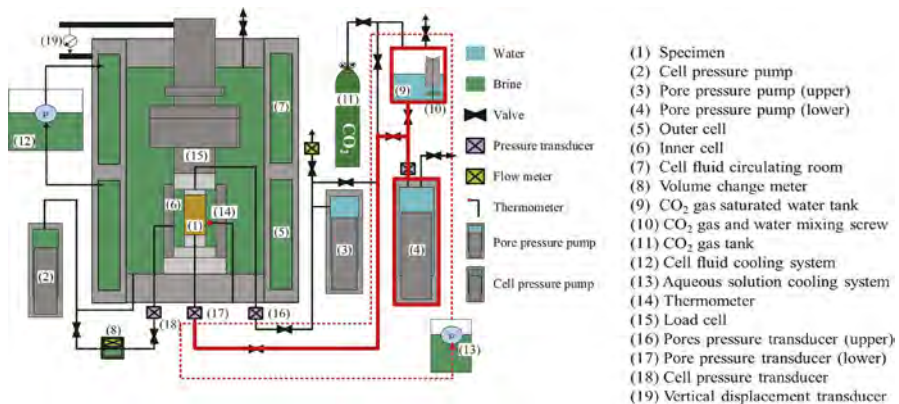 (19)
P
(12)
(7)
(15)
(6)
(14)
(1)
(5)
(2)
(8)
(18)
(17)
(16)
(11)
CO2
(9)
(10)
(3)
(4)
P
(13)
Water
Brine
Valve
Pressure transducer
Flow meter
Thermometer
Pore pressure pump
Cell pressure pump
(1) Specimen
(2) Cell pressure pump
(3) Pore pressure pump (upper)
(4) Pore pressure pump (lower)
(5) Outer cell
(6) Inner cell
(7) Cell fluid circulating room
(8) Volume change meter
(9) CO2 gas saturated water tank
(10) CO2 gas and water mixing screw
(11) CO2 gas tank
(12) Cell fluid cooling system
(13) Aqueous solution cooling system
(14) Thermometer
(15) Load cell
(16) Pores pressure transducer (upper)
(17) Pore pressure transducer (lower)
(18) Cell pressure transducer
(19) Vertical displacement transducer